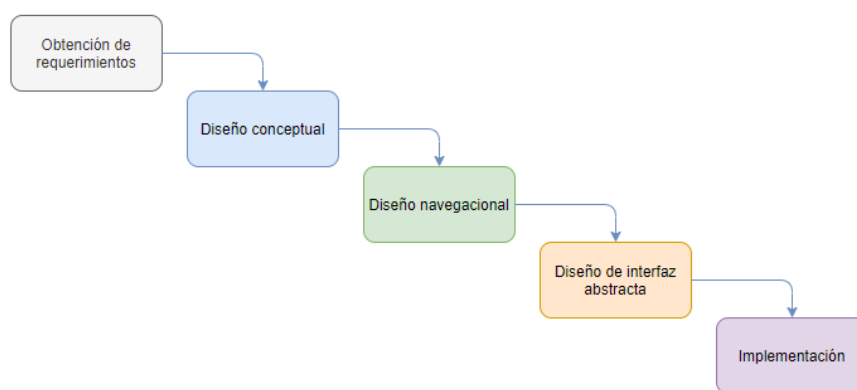 Obtención de
requerimientos
Diseño conceptual
Diseño navegacional
Diseño de interfaz
abstracta
Implementación